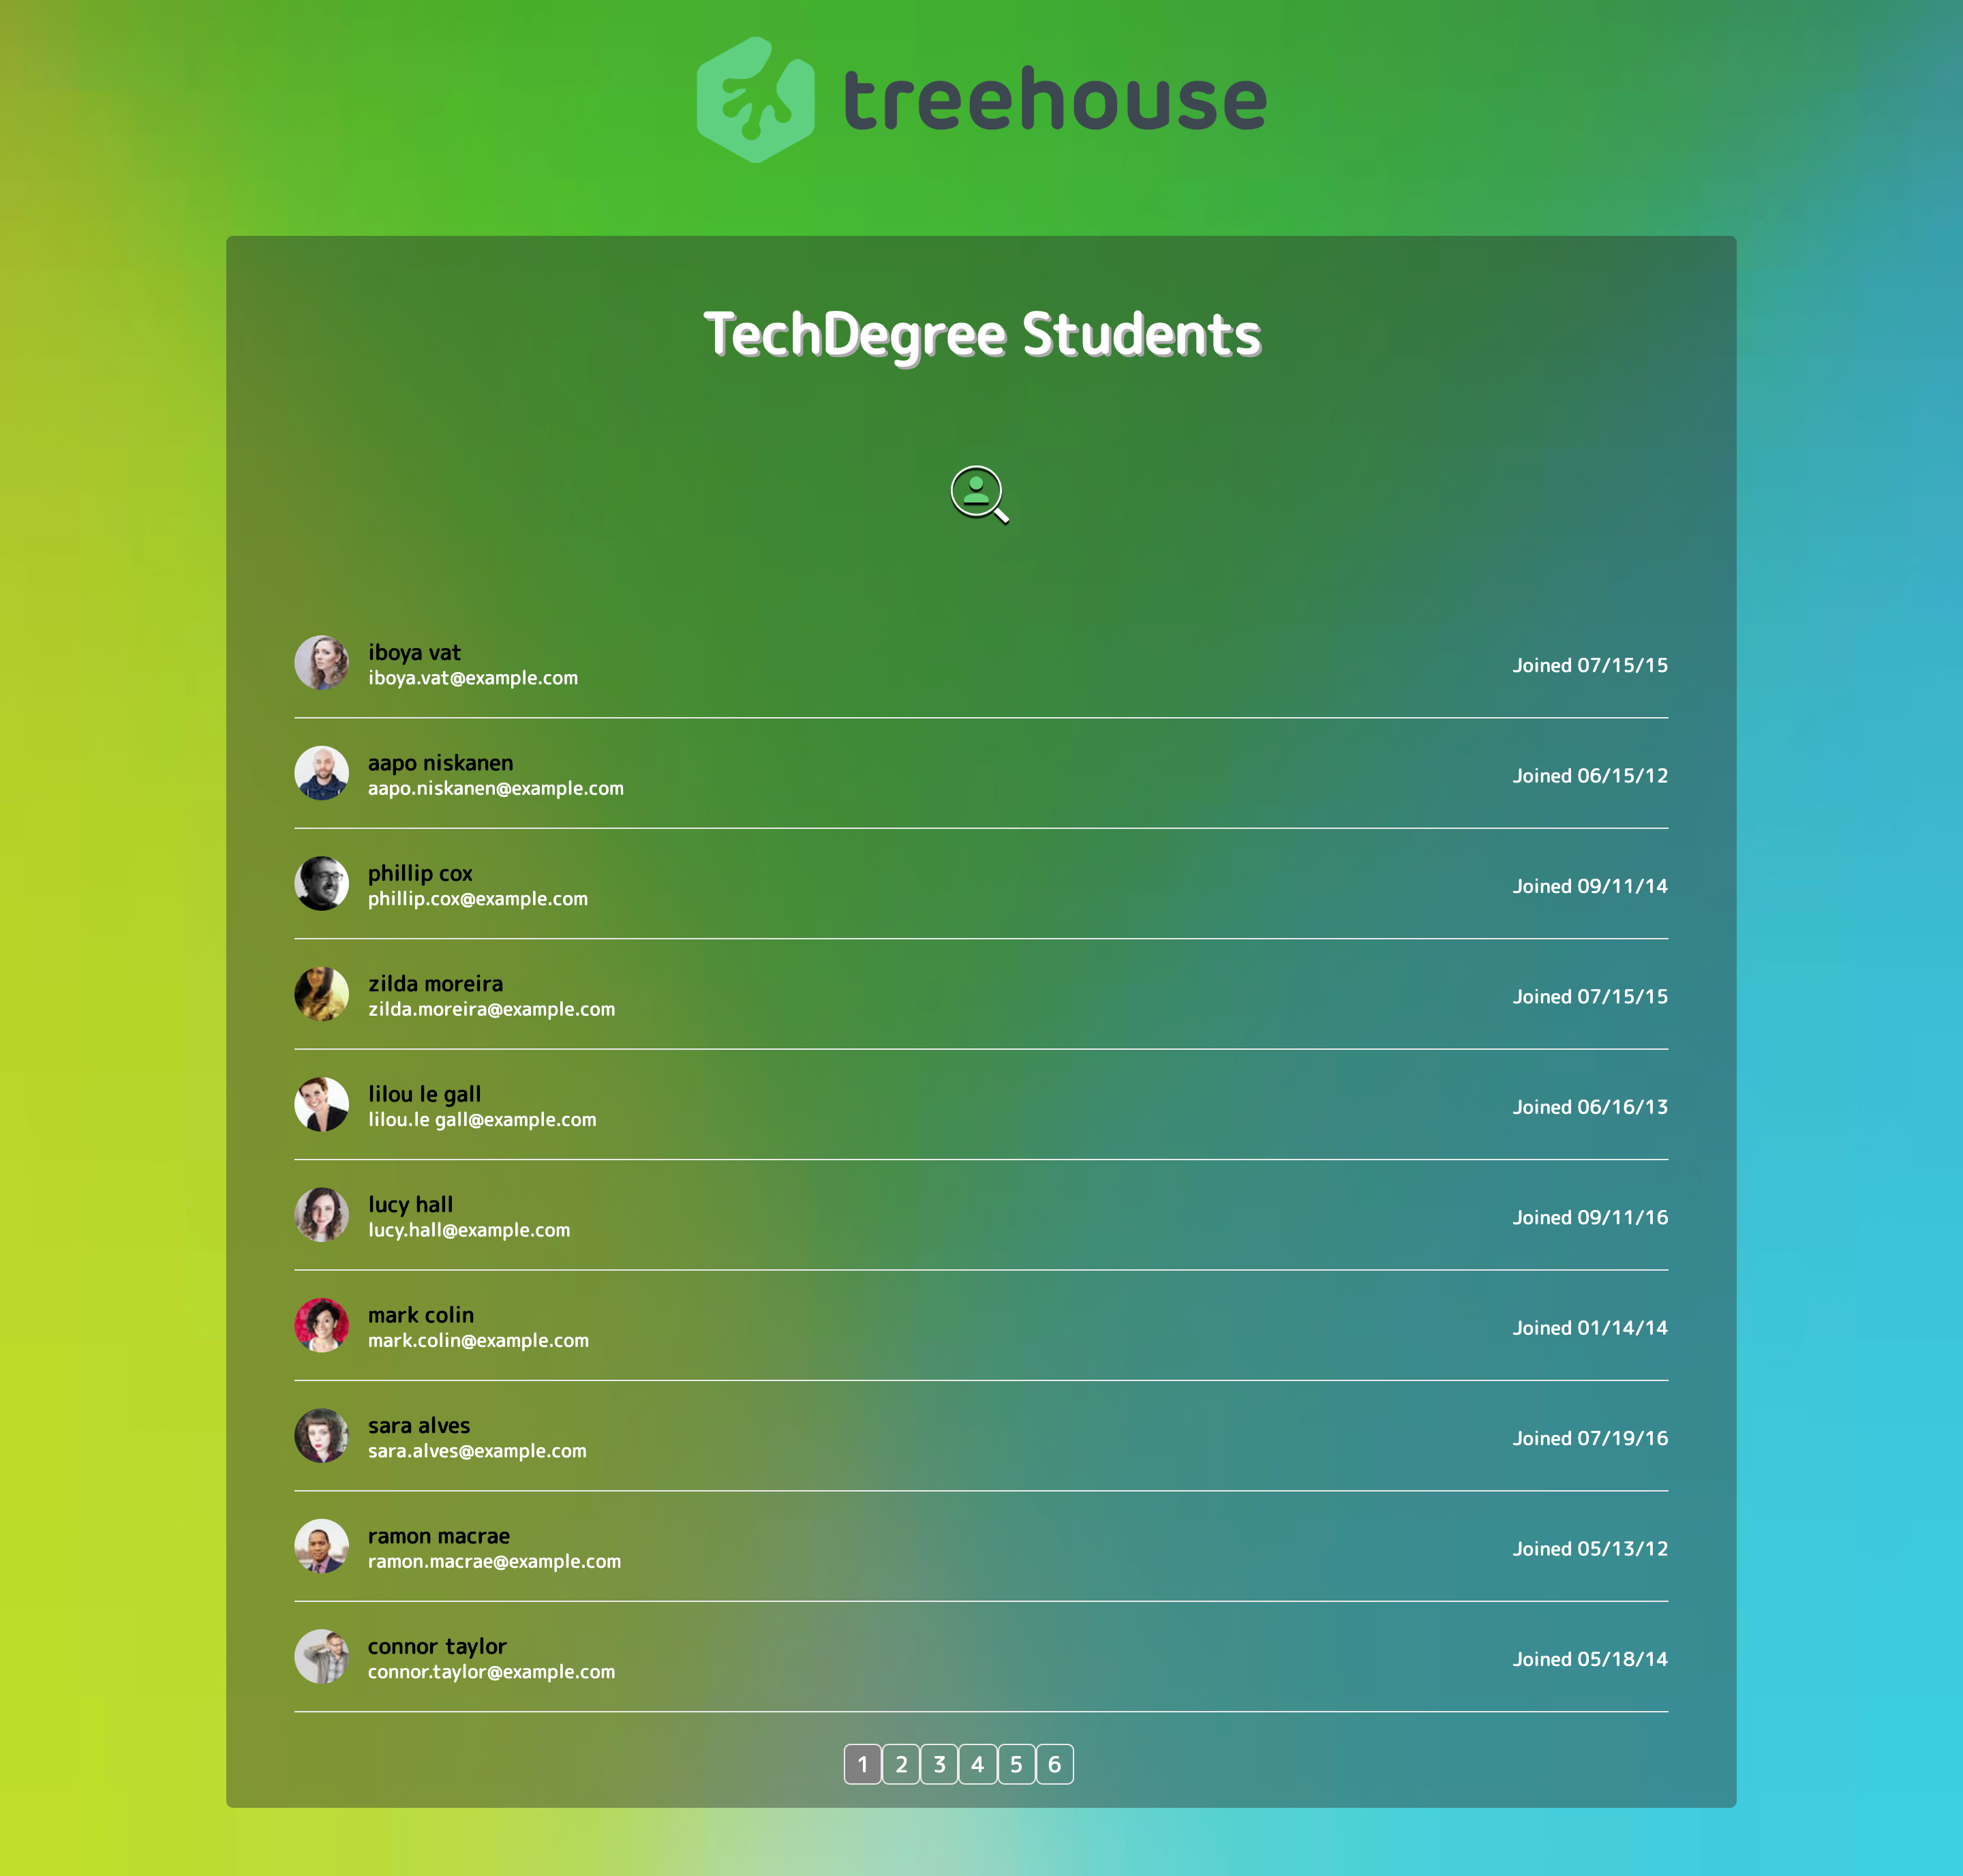 treehouse
TechDegree Students
iboya vat
iboya.vat@example.com
Joined 07/15/15
aapo niskanen
aapo.niskanen@example.com
Joined 06/15/12
phillip cox
phillip.cox@example.com
Joined 09/11/14
zilda moreira
zilda.moreira@example.com
Joined 07/15/15
lilou le gall
lilou.le gall@example.com
Joined 06/16/13
lucy hall
lucy.hall@example.com
Joined 09/11/16
mark colin
mark.colin@example.com
Joined 01/14/14
sara alves
sara.alves@example.com
Joined 07/19/16
ramon macrae
ramon.macrae@example.com
Joined 05/13/12
connor taylor
connor.taylor@example.com
Joined 05/18/14
1 2 3 4 5 6